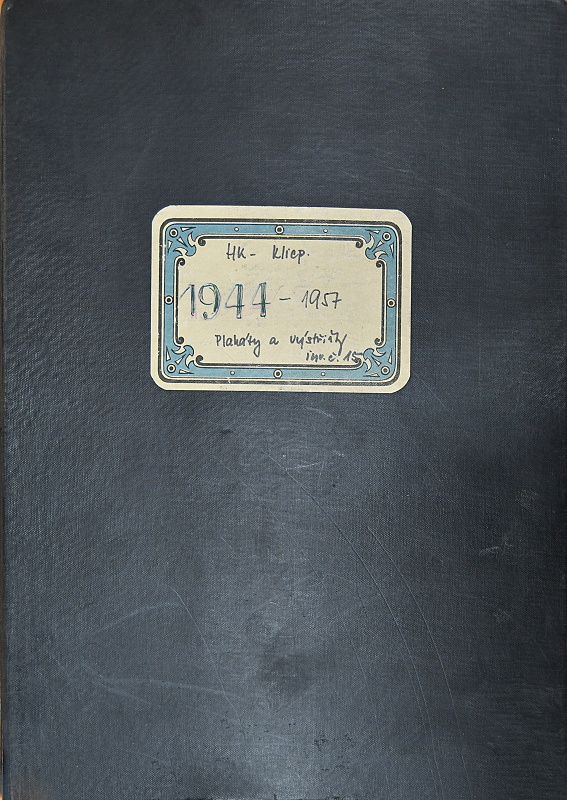 HK - Kliep.
1944 - 1957
Plakáty a výstřižky
inv. č. 15